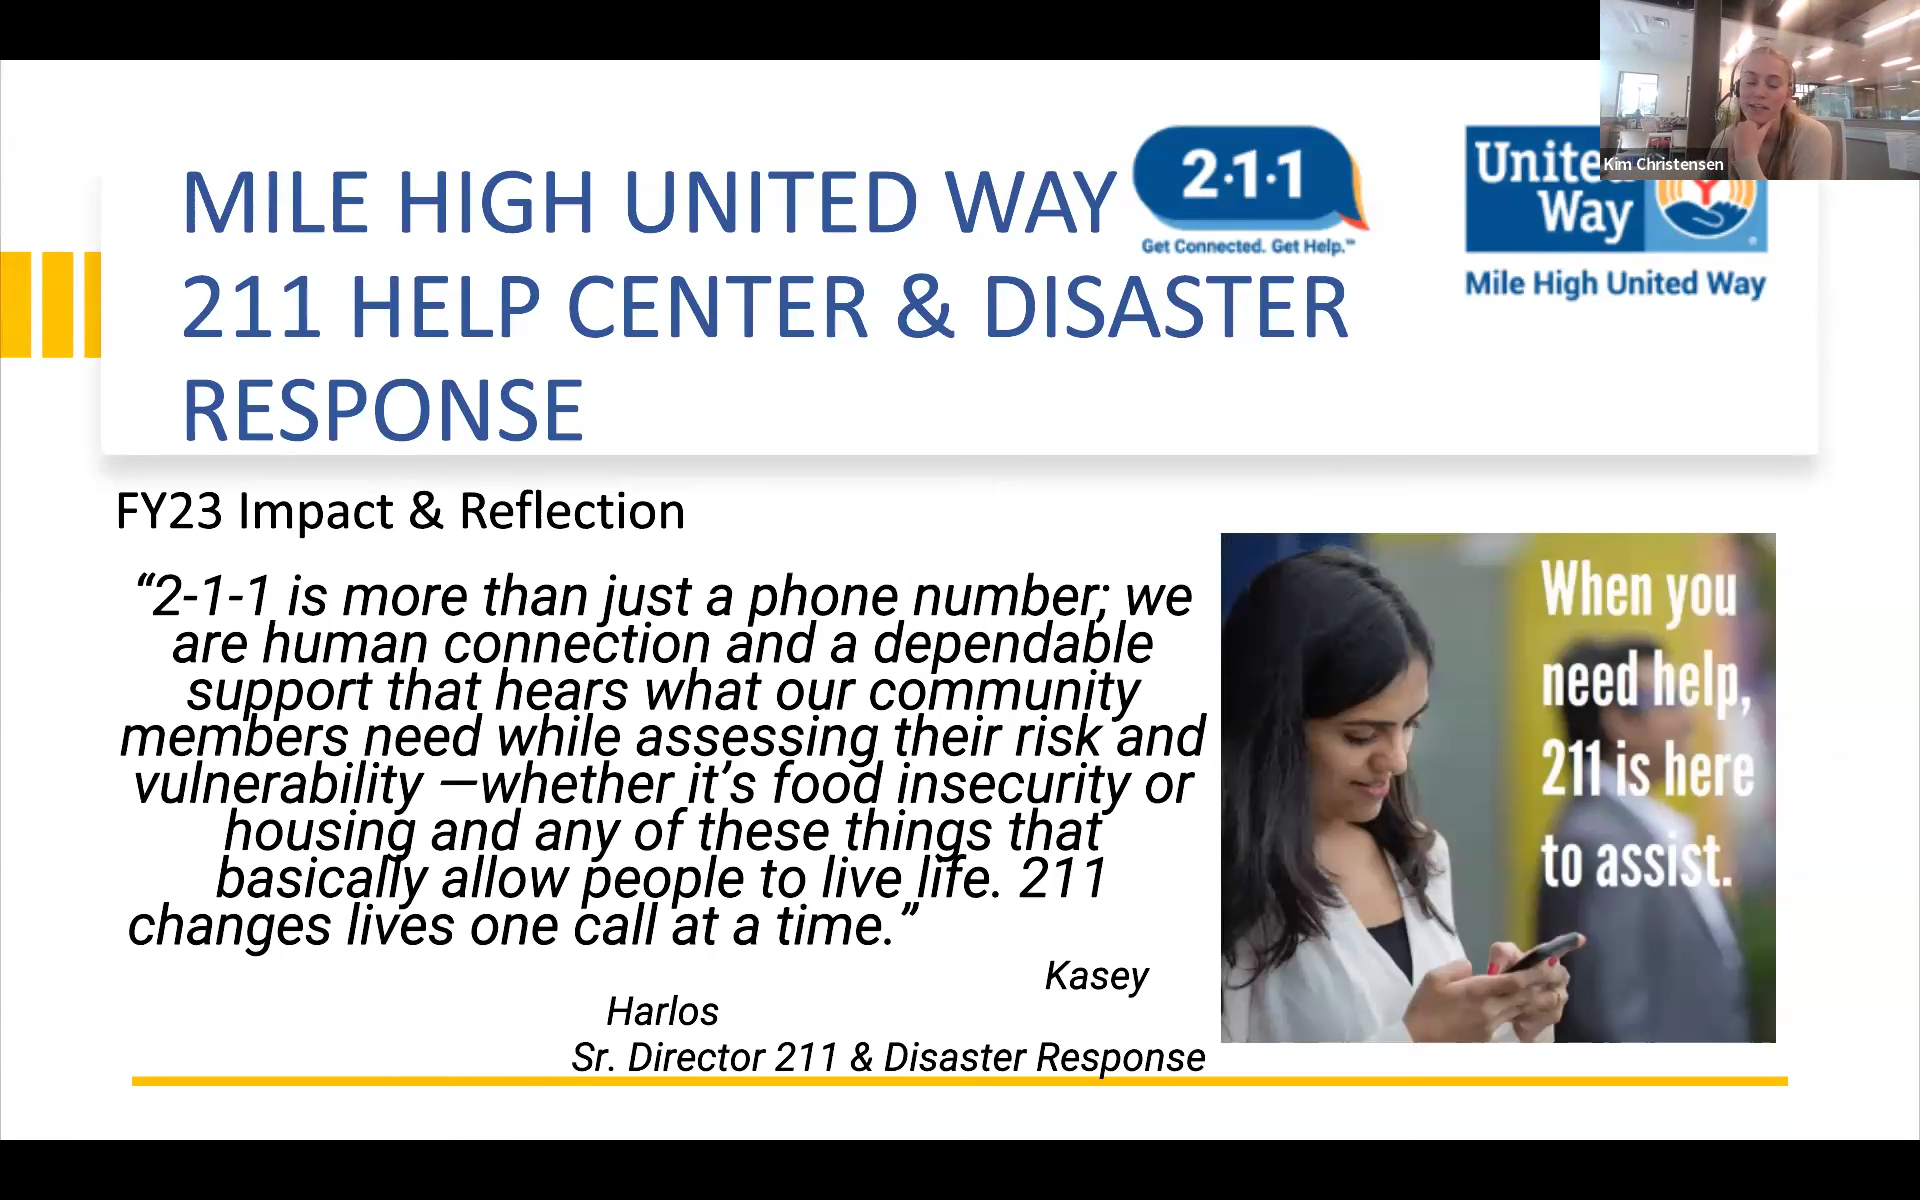 MILE HIGH UNITED WAY
211 HELP CENTER & DISASTER
RESPONSE
2·1·1
Get Connected. Get Help.™
United
Way
®
Mile High United Way
Kim Christensen
FY23 Impact & Reflection
“2-1-1 is more than just a phone number; we
are human connection and a dependable
support that hears what our community
members need while assessing their risk and
vulnerability —whether it’s food insecurity or
housing and any of these things that
basically allow people to live life. 211
changes lives one call at a time.”
Kasey
Harlos
Sr. Director 211 & Disaster Response
When you
need help,
211 is here
to assist.